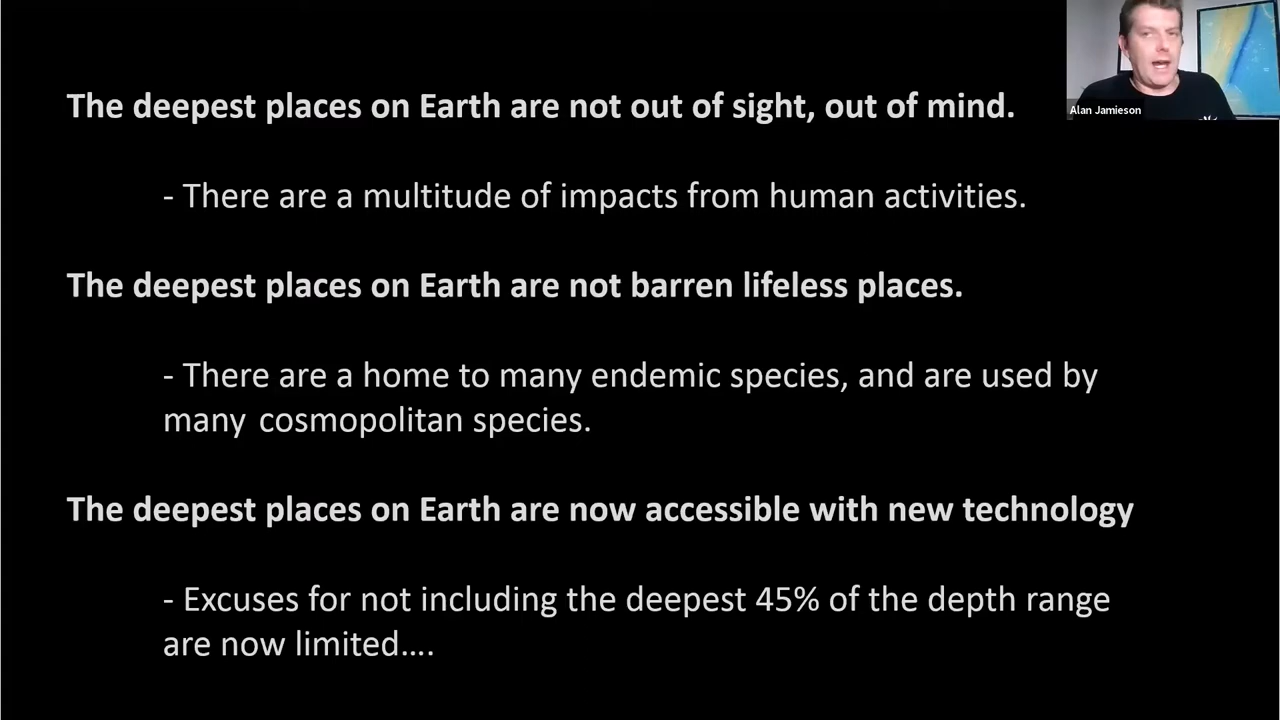 The deepest places on Earth are not out of sight, out of mind.
Alan Jamieson
- There are a multitude of impacts from human activities.
The deepest places on Earth are not barren lifeless places.
- There are a home to many endemic species, and are used by
many cosmopolitan species.
The deepest places on Earth are now accessible with new technology
- Excuses for not including the deepest 45% of the depth range
are now limited….